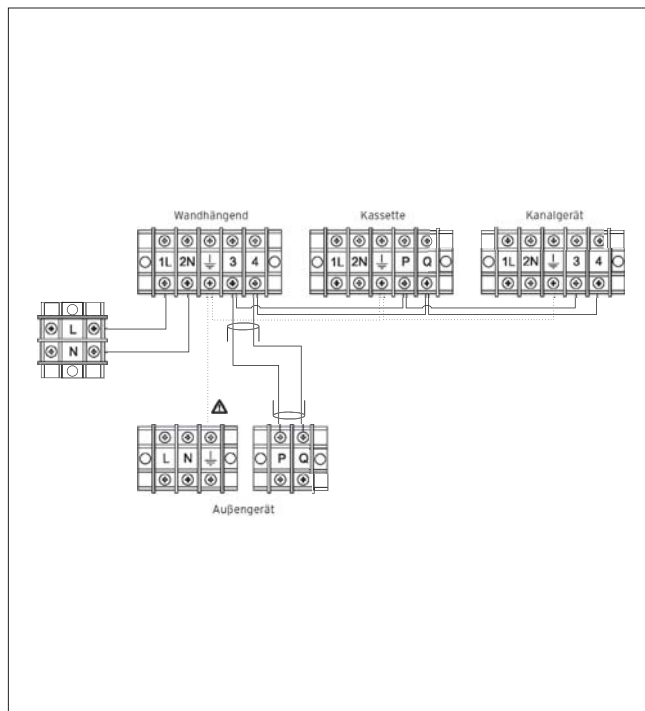 Wandhängend Kassette Kanalgerät
1L 2N 3 4 1L 2N P Q 1L 2N 3 4
L
N
L N P Q
Außengerät